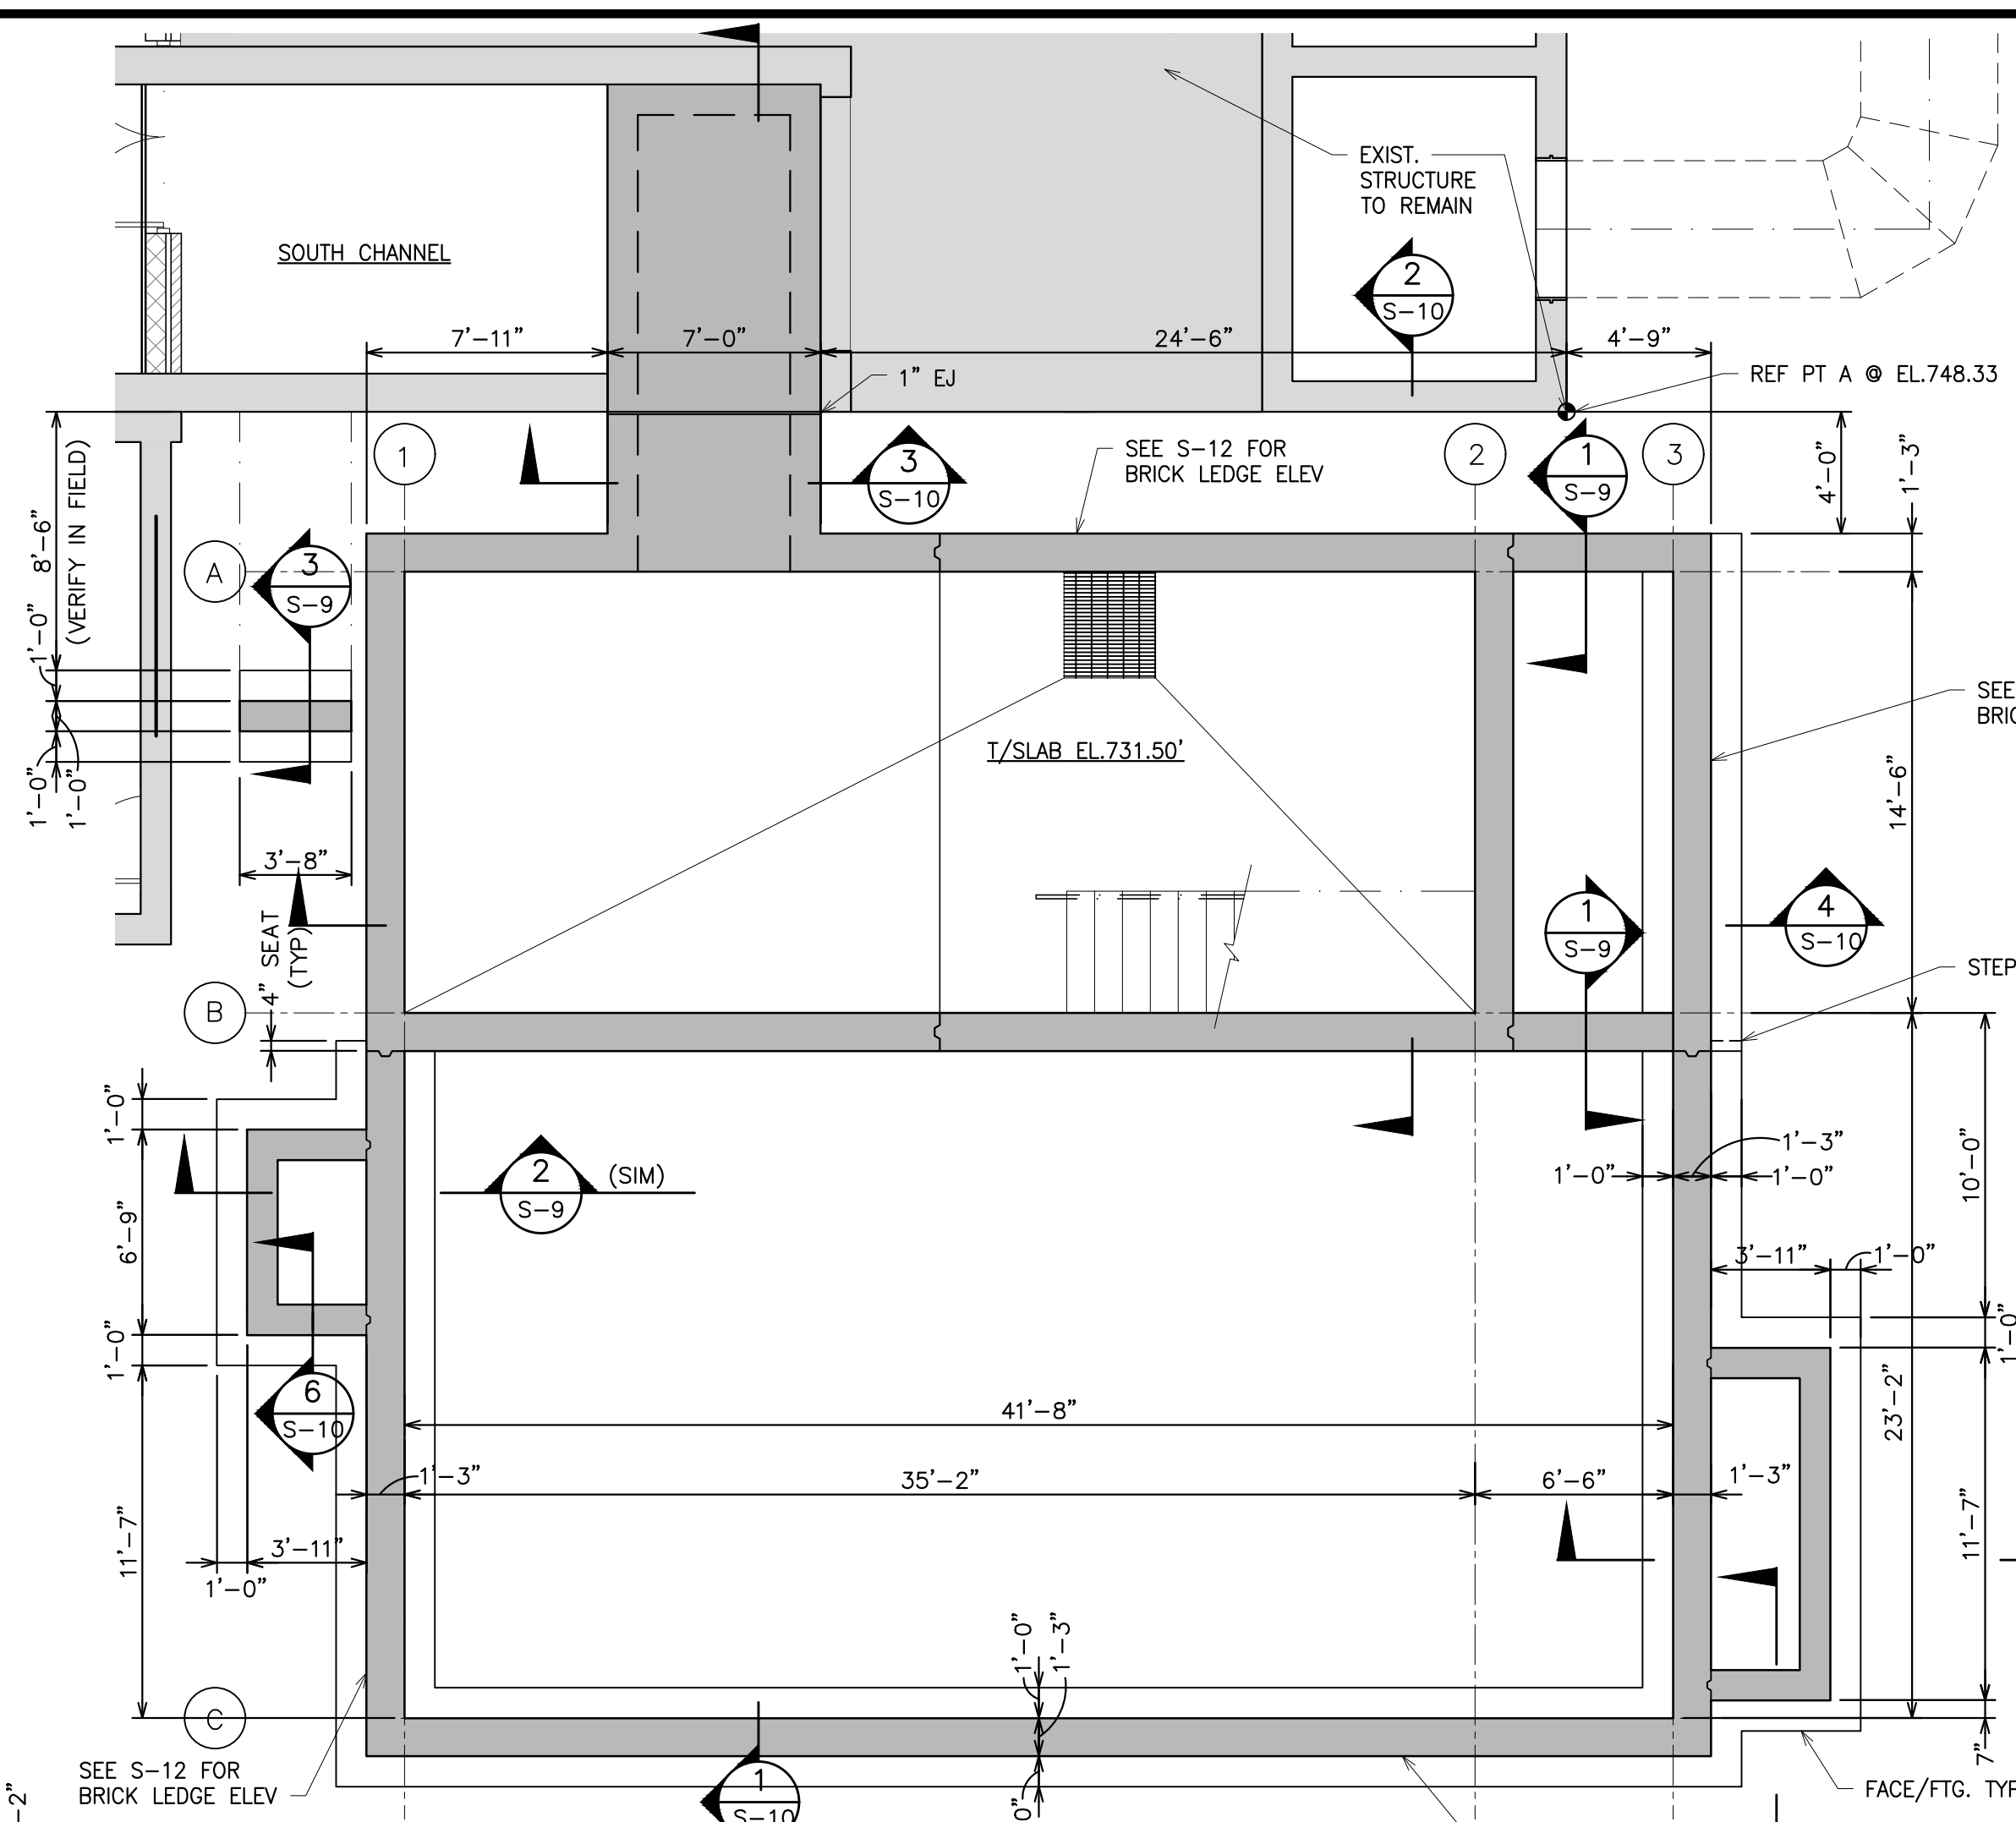 EXIST.
STRUCTURE
TO REMAIN
SOUTH CHANNEL
2
S-10
7'-11"
7'-0"
24'-6"
4'-9"
1" EJ
REF PT A @ EL.748.33
8'-6"
(VERIFY IN FIELD)
1
3
S-10
SEE S-12 FOR
BRICK LEDGE ELEV
2
1
S-9
3
4'-0"
1'-3"
A
3
S-9
1'-0"
1'-0"
1'-0"
SEE
T/SLAB EL.731.50'
14'-6"
3'-8"
4" SEAT
(TYP)
1
S-9
4
S-10
STEP
B
1'-0"
6'-9"
1'-0"
2
S-9
(SIM)
1'-3"
1'-0"
1'-0"
10'-0"
3'-11"
1'-0"
1'-0"
6
S-10
41'-8"
23'-2"
1'-3"
35'-2"
6'-6"
1'-3"
11'-7"
3'-11"
1'-0"
11'-7"
1'-0"
1'-3"
C
7"
SEE S-12 FOR
BRICK LEDGE ELEV
1
S-10
0"
FACE/FTG. TYP
-2"